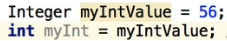 Integer myIntValue = 56;
int myInt = myIntValue;